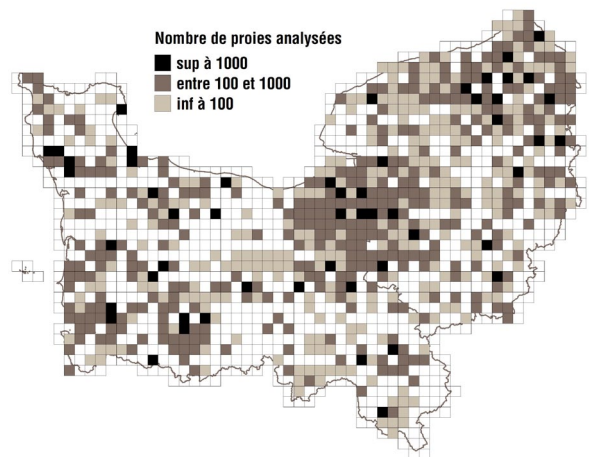 Nombre de proies analysées
sup à 1000
entre 100 et 1000
inf à 100